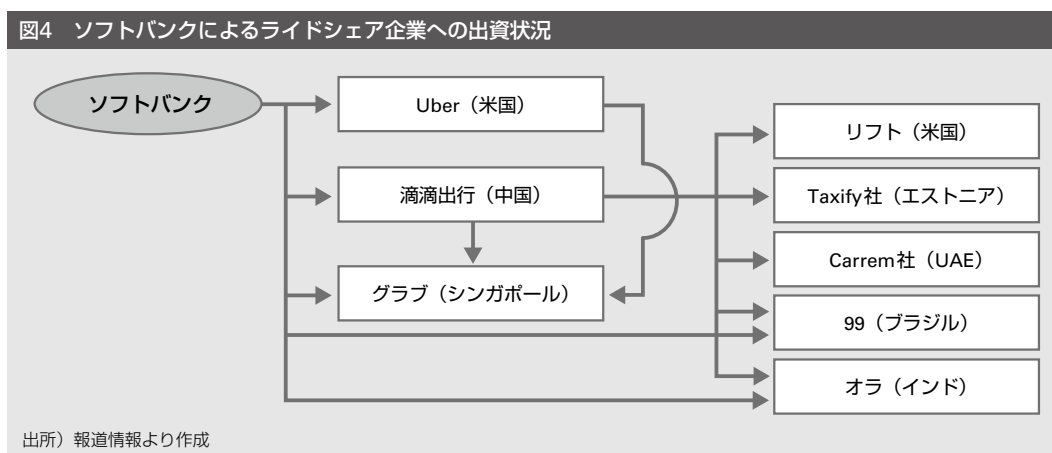 図4 ソフトバンクによるライドシェア企業への出資状況
ソフトバンク
Uber（米国）
リフト（米国）
滴滴出行（中国）
Taxify社（エストニア）
Carrem社（UAE）
グラブ（シンガポール）
99（ブラジル）
オラ（インド）
出所）報道情報より作成